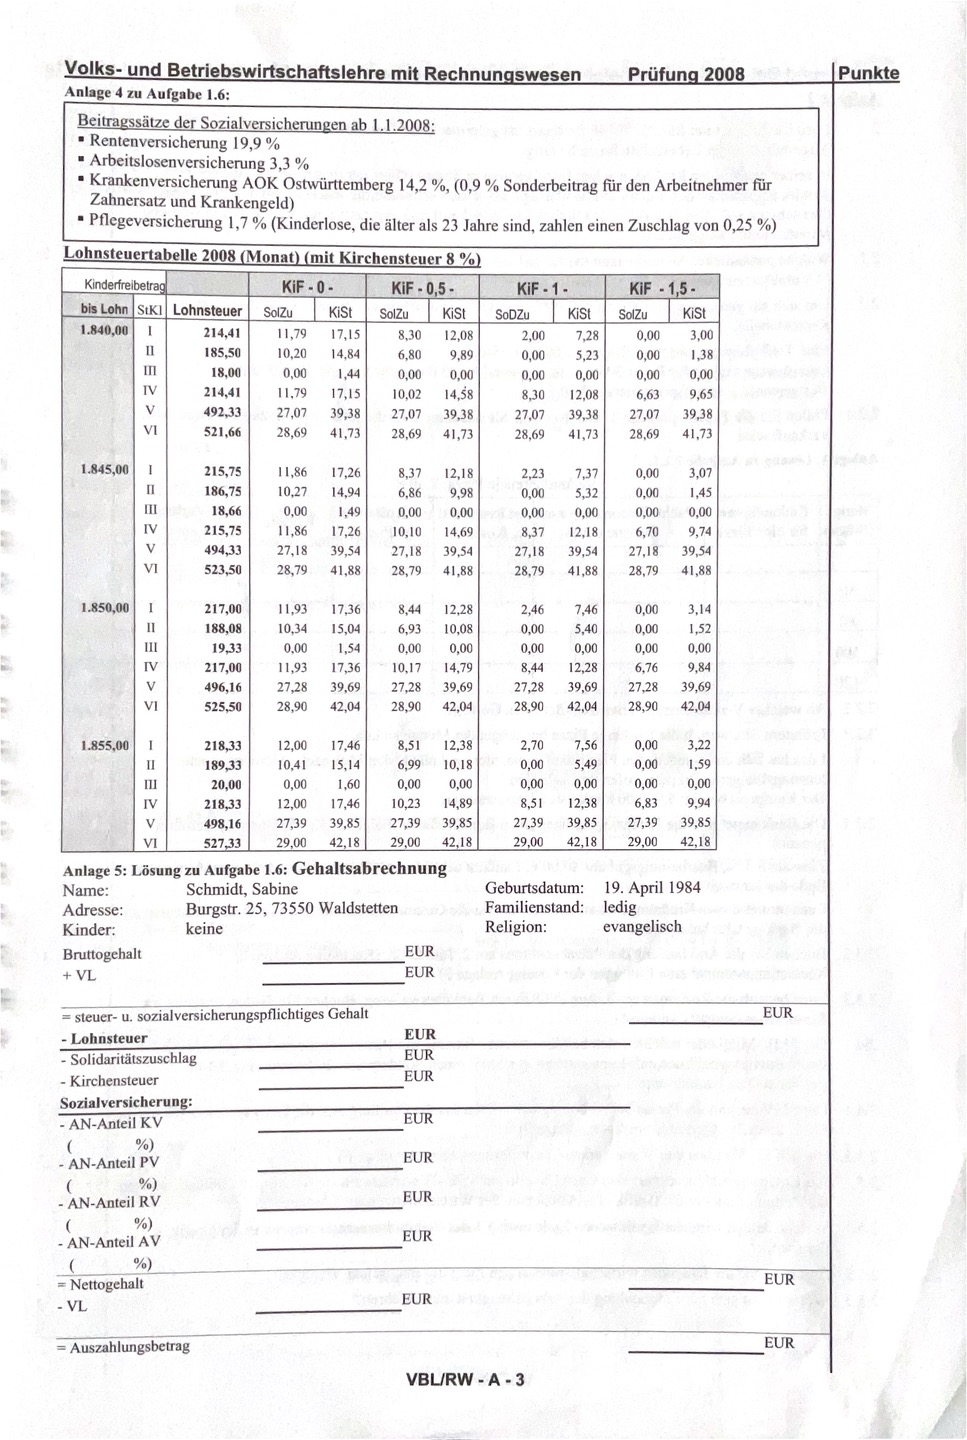 Volks- und Betriebswirtschaftslehre mit Rechnungswesen Prüfung 2008 Punkte
Anlage 4 zu Aufgabe 1.6:
Beitragssätze der Sozialversicherungen ab 1.1.2008:
▪ Rentenversicherung 19,9 %
▪ Arbeitslosenversicherung 3,3 %
▪ Krankenversicherung AOK Ostwürttemberg 14,2 %, (0,9 % Sonderbeitrag für den Arbeitnehmer für
Zahnersatz und Krankengeld)
▪ Pflegeversicherung 1,7 % (Kinderlose, die älter als 23 Jahre sind, zahlen einen Zuschlag von 0,25 %)
Lohnsteuertabelle 2008 (Monat) (mit Kirchensteuer 8 %)
Kinderfreibetrag KiF - 0 - KiF - 0,5 - KiF - 1 - KiF - 1,5 -
bis Lohn StKl Lohnsteuer SolZu KiSt SolZu KiSt SoDZu KiSt SolZu KiSt
1.840,00 I 214,41 11,79 17,15 8,30 12,08 2,00 7,28 0,00 3,00
II 185,50 10,20 14,84 6,80 9,89 0,00 5,23 0,00 1,38
III 18,00 0,00 1,44 0,00 0,00 0,00 0,00 0,00 0,00
IV 214,41 11,79 17,15 10,02 14,58 8,30 12,08 6,63 9,65
V 492,33 27,07 39,38 27,07 39,38 27,07 39,38 27,07 39,38
VI 521,66 28,69 41,73 28,69 41,73 28,69 41,73 28,69 41,73
1.845,00 I 215,75 11,86 17,26 8,37 12,18 2,23 7,37 0,00 3,07
II 186,75 10,27 14,94 6,86 9,98 0,00 5,32 0,00 1,45
III 18,66 0,00 1,49 0,00 0,00 0,00 0,00 0,00 0,00
IV 215,75 11,86 17,26 10,10 14,69 8,37 12,18 6,70 9,74
V 494,33 27,18 39,54 27,18 39,54 27,18 39,54 27,18 39,54
VI 523,50 28,79 41,88 28,79 41,88 28,79 41,88 28,79 41,88
1.850,00 I 217,00 11,93 17,36 8,44 12,28 2,46 7,46 0,00 3,14
II 188,08 10,34 15,04 6,93 10,08 0,00 5,40 0,00 1,52
III 19,33 0,00 1,54 0,00 0,00 0,00 0,00 0,00 0,00
IV 217,00 11,93 17,36 10,17 14,79 8,44 12,28 6,76 9,84
V 496,16 27,28 39,69 27,28 39,69 27,28 39,69 27,28 39,69
VI 525,50 28,90 42,04 28,90 42,04 28,90 42,04 28,90 42,04
1.855,00 I 218,33 12,00 17,46 8,51 12,38 2,70 7,56 0,00 3,22
II 189,33 10,41 15,14 6,99 10,18 0,00 5,49 0,00 1,59
III 20,00 0,00 1,60 0,00 0,00 0,00 0,00 0,00 0,00
IV 218,33 12,00 17,46 10,23 14,89 8,51 12,38 6,83 9,94
V 498,16 27,39 39,85 27,39 39,85 27,39 39,85 27,39 39,85
VI 527,33 29,00 42,18 29,00 42,18 29,00 42,18 29,00 42,18
Anlage 5: Lösung zu Aufgabe 1.6: Gehaltsabrechnung
Name: Schmidt, Sabine Geburtsdatum: 19. April 1984
Adresse: Burgstr. 25, 73550 Waldstetten Familienstand: ledig
Kinder: keine Religion: evangelisch
Bruttogehalt EUR
+ VL EUR
= steuer- u. sozialversicherungspflichtiges Gehalt EUR
- Lohnsteuer EUR
- Solidaritätszuschlag EUR
- Kirchensteuer EUR
Sozialversicherung:
- AN-Anteil KV EUR
( %)
- AN-Anteil PV EUR
( %)
- AN-Anteil RV EUR
( %)
- AN-Anteil AV EUR
( %)
= Nettogehalt EUR
- VL EUR
= Auszahlungsbetrag EUR
VBL/RW - A - 3